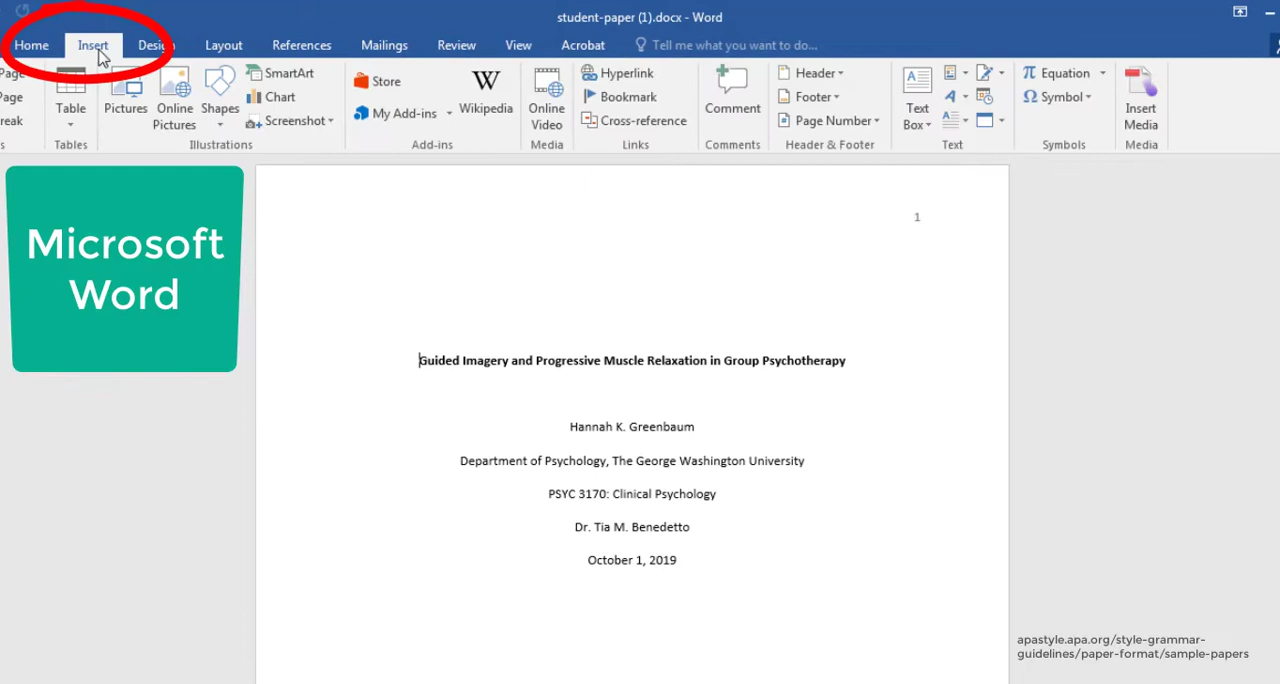 student-paper (1).docx - Word
Home Insert Design Layout References Mailings Review View Acrobat Tell me what you want to do...
Page
Page
reak
s
Table
Tables
Pictures
Online
Pictures
Shapes
SmartArt
Chart
Screenshot
Illustrations
Store
My Add-ins
Wikipedia
Add-ins
Online
Video
Media
Hyperlink
Bookmark
Cross-reference
Links
Comment
Comments
Header
Footer
Page Number
Header & Footer
A
Text
Box
A
A
Text
π Equation
Ω Symbol
Symbols
Insert
Media
Media
Microsoft
Word
1
Guided Imagery and Progressive Muscle Relaxation in Group Psychotherapy
Hannah K. Greenbaum
Department of Psychology, The George Washington University
PSYC 3170: Clinical Psychology
Dr. Tia M. Benedetto
October 1, 2019
apastyle.apa.org/style-grammar-
guidelines/paper-format/sample-papers